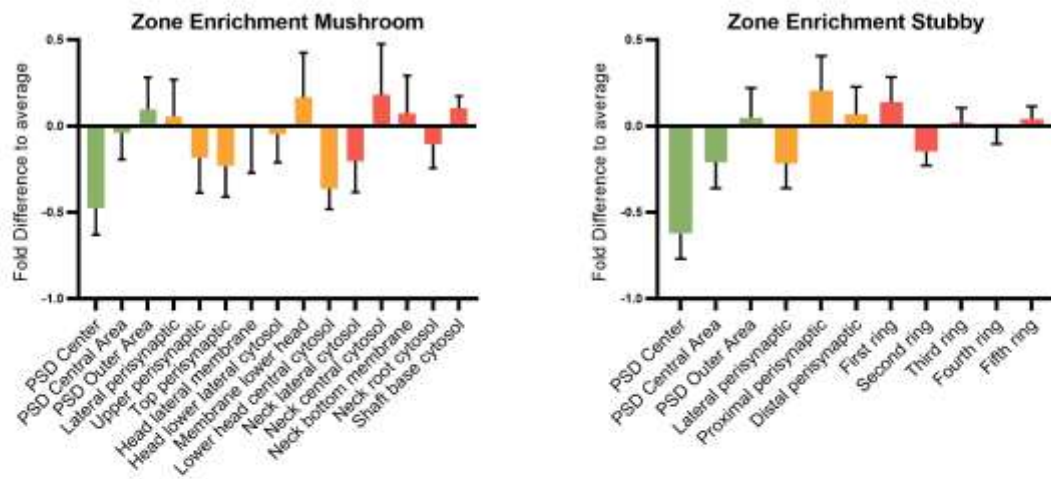 Zone Enrichment Mushroom
Fold Difference to average
0.5
0.0
-0.5
-1.0
PSD Center
PSD Central Area
PSD Outer Area
Lateral perisynaptic
Upper perisynaptic
Top perisynaptic
Head lateral membrane
Head lower lateral cytosol
Membrane lower head
Lower head central cytosol
Neck lateral cytosol
Neck central cytosol
Neck bottom membrane
Neck root cytosol
Shaft base cytosol
Zone Enrichment Stubby
Fold Difference to average
0.5
0.0
-0.5
-1.0
PSD Center
PSD Central Area
PSD Outer Area
Lateral perisynaptic
Proximal perisynaptic
Distal perisynaptic
First ring
Second ring
Third ring
Fourth ring
Fifth ring